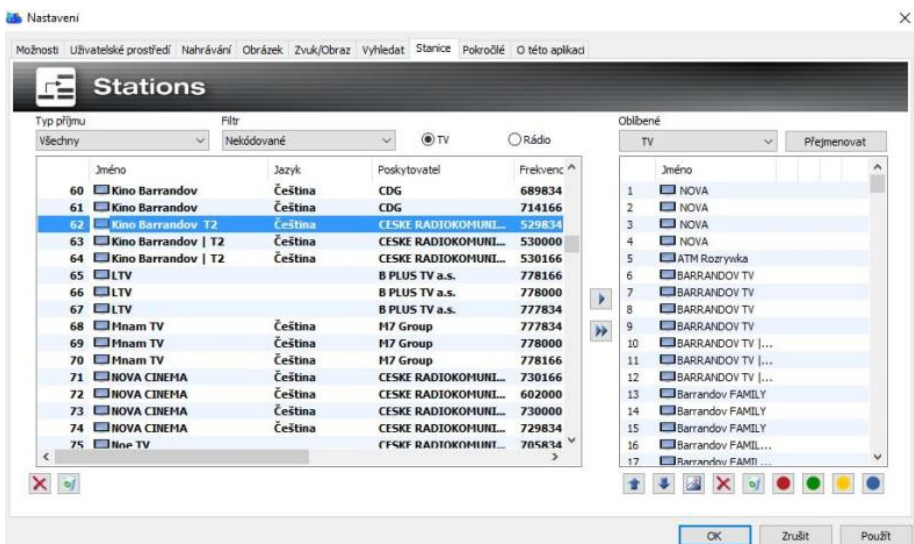 Nastavení
Možnosti Uživatelské prostředí Nahrávání Obrázek Zvuk/Obraz Vyhledat Stanice Pokročilé O této aplikaci
Stations
Typ příjmu Filtr Oblíbené
Všechny Nekódované TV Rádio TV Přejmenovat
Jméno Jazyk Poskytovatel Frekvenc
60 Kino Barrandov Čeština CDG 689834
61 Kino Barrandov Čeština CDG 714166
62 Kino Barrandov T2 Čeština CESKE RADIOKOMUNI... 529834
63 Kino Barrandov | T2 Čeština CESKE RADIOKOMUNI... 530000
64 Kino Barrandov | T2 Čeština CESKE RADIOKOMUNI... 530166
65 LTV B PLUS TV a.s. 778166
66 LTV B PLUS TV a.s. 778000
67 LTV B PLUS TV a.s. 777834
68 Mnam TV Čeština M7 Group 777834
69 Mnam TV Čeština M7 Group 778000
70 Mnam TV Čeština M7 Group 778166
71 NOVA CINEMA Čeština CESKE RADIOKOMUNI... 730166
72 NOVA CINEMA Čeština CESKE RADIOKOMUNI... 602000
73 NOVA CINEMA Čeština CESKE RADIOKOMUNI... 730000
74 NOVA CINEMA Čeština CESKE RADIOKOMUNI... 729834
75 Noe TV CESKE RADIOKOMUNI... 705834
Jméno
1 NOVA
2 NOVA
3 NOVA
4 NOVA
5 ATM Rozrywka
6 BARRANDOV TV
7 BARRANDOV TV
8 BARRANDOV TV
9 BARRANDOV TV
10 BARRANDOV TV |...
11 BARRANDOV TV |...
12 BARRANDOV TV |...
13 Barrandov FAMILY
14 Barrandov FAMILY
15 Barrandov FAMILY
16 Barrandov FAMIL...
17 Barrandov FAMIL...
OK Zrušit Použít